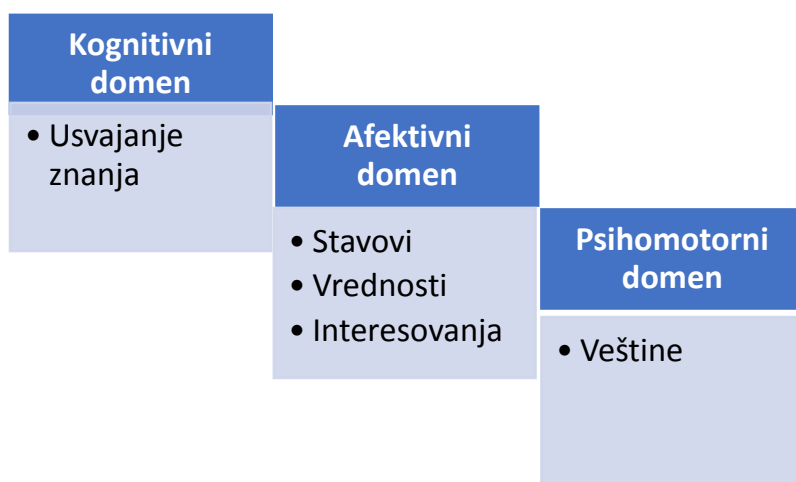 Kognitivni
domen
• Usvajanje
znanja
Afektivni
domen
• Stavovi
• Vrednosti
• Interesovanja
Psihomotorni
domen
• Veštine